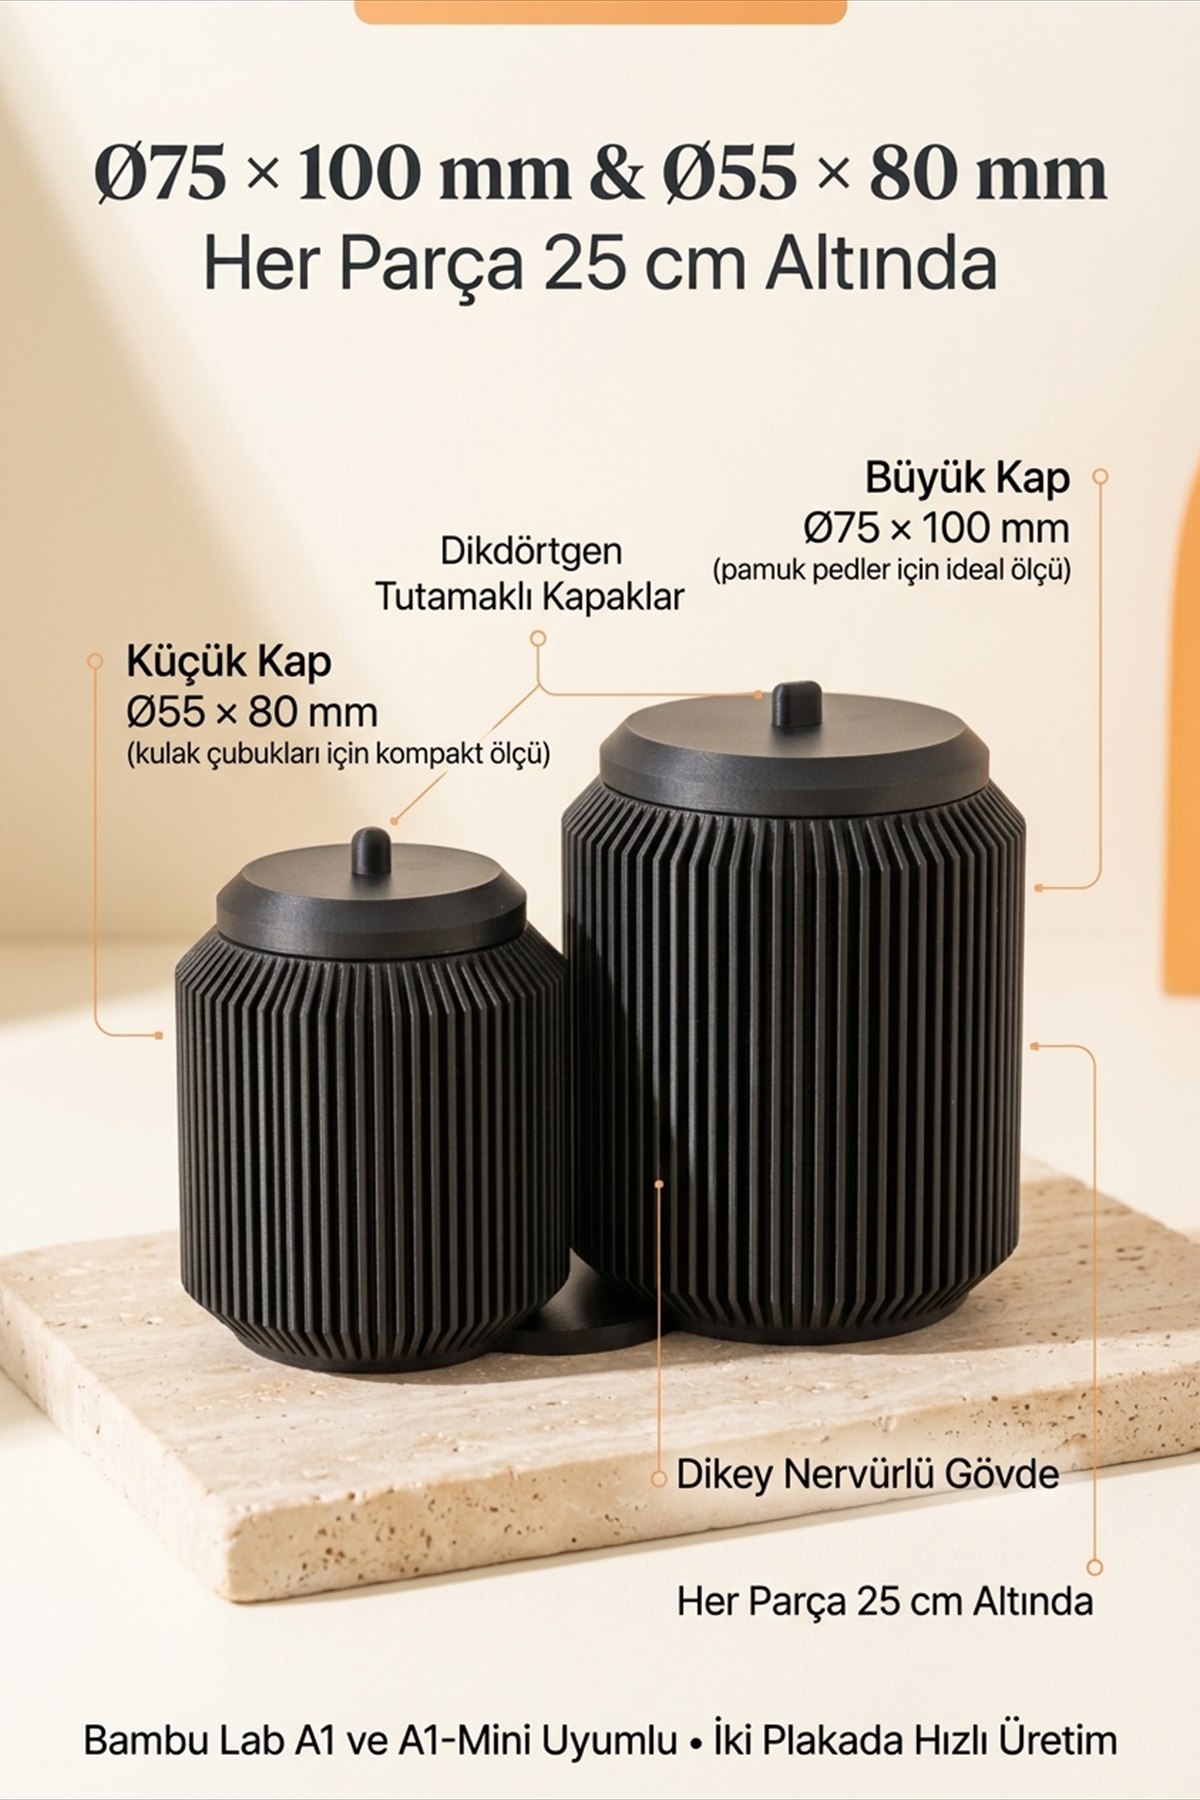 Ø75 × 100 mm & Ø55 × 80 mm
Her Parça 25 cm Altında
Büyük Kap
Ø75 × 100 mm
(pamuk pedler için ideal ölçü)
Dikdörtgen
Tutamaklı Kapaklar
Küçük Kap
Ø55 × 80 mm
(kulak çubukları için kompakt ölçü)
Dikey Nervürlü Gövde
Her Parça 25 cm Altında
Bambu Lab A1 ve A1-Mini Uyumlu • İki Plakada Hızlı Üretim